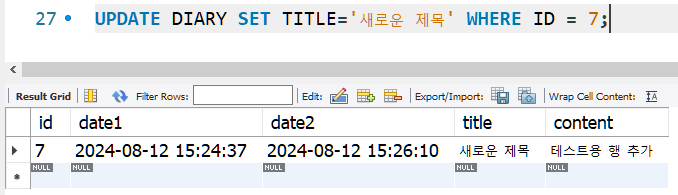 27 UPDATE DIARY SET TITLE='새로운 제목' WHERE ID = 7;
Result Grid Filter Rows: Edit: Export/Import: Wrap Cell Content: IA
id date1 date2 title content
7 2024-08-12 15:24:37 2024-08-12 15:26:10 새로운 제목 테스트용 행 추가
NULL NULL NULL NULL NULL